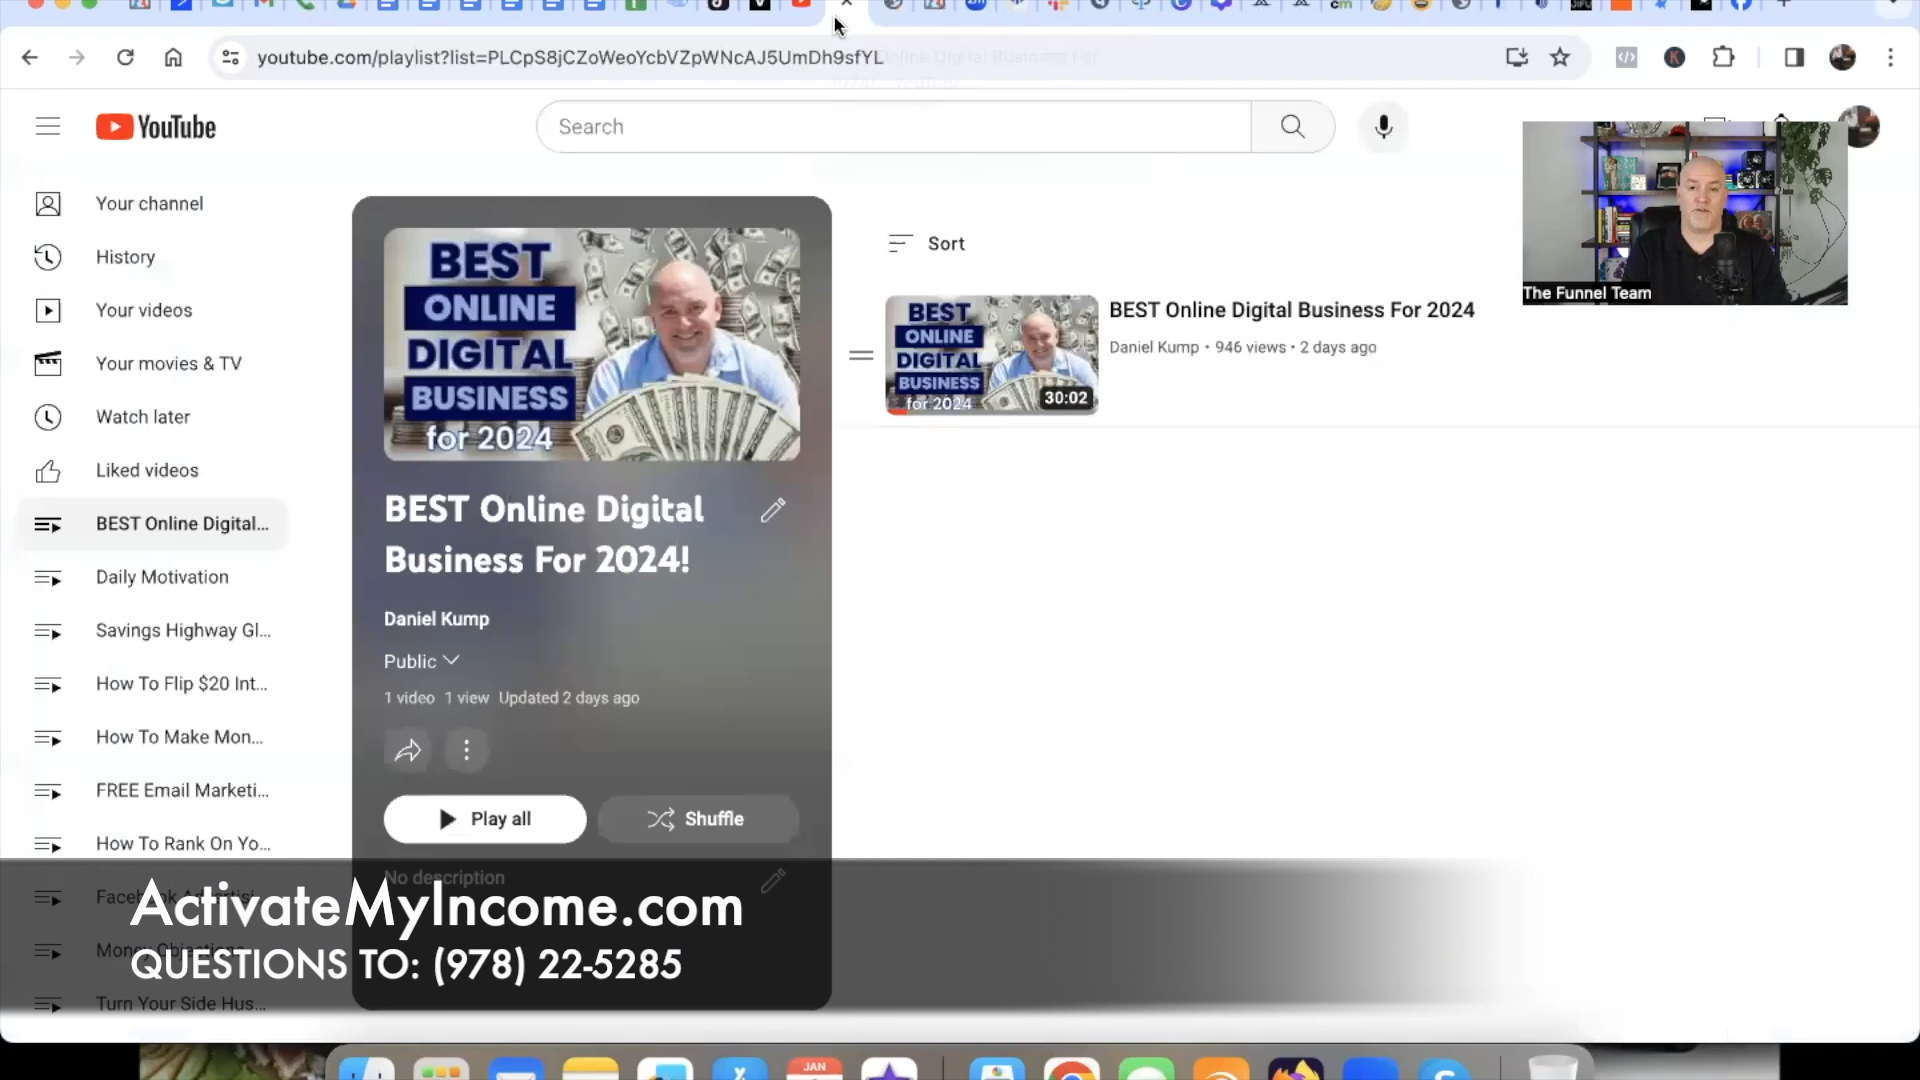 youtube.com/playlist?list=PLCpS8jCZoWeoYcbVZpWNcAJ5UmDh9sfYL
YouTube
Search
The Funnel Team
Your channel
History
Your videos
Your movies & TV
Watch later
Liked videos
BEST Online Digital...
Daily Motivation
Savings Highway Gl...
How To Flip $20 Int...
How To Make Mon...
FREE Email Marketi...
How To Rank On Yo...
Money Objections
Turn Your Side Hus...
BEST
ONLINE
DIGITAL
BUSINESS
for 2024
BEST Online Digital
Business For 2024!
Daniel Kump
Public
1 video 1 view Updated 2 days ago
Play all
Shuffle
No description
Sort
BEST
ONLINE
DIGITAL
BUSINESS
for 2024
30:02
BEST Online Digital Business For 2024
Daniel Kump • 946 views • 2 days ago
ActivateMyIncome.com
QUESTIONS TO: (978) 22-5285
JAN